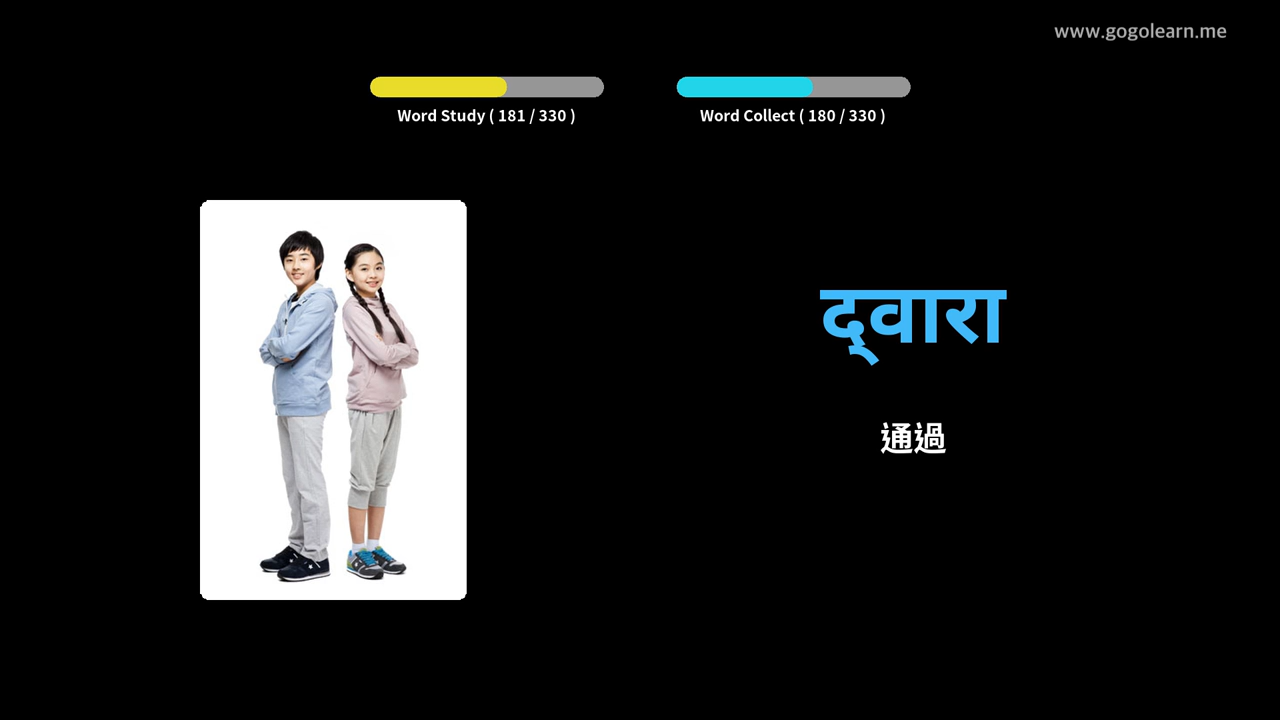 www.gogolearn.me
Word Study ( 181 / 330 )
Word Collect ( 180 / 330 )
द्वारा
通過